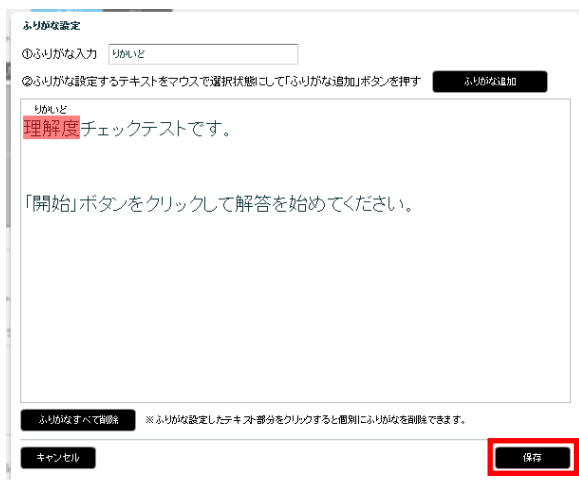 ふりがな設定
①ふりがな入力 りかいど
②ふりがな設定するテキストをマウスで選択状態にして「ふりがな追加」ボタンを押す ふりがな追加
りかいど
理解度チェックテストです。
「開始」ボタンをクリックして解答を始めてください。
ふりがなすべて削除 ※ふりがな設定したテキスト部分をクリックすると個別にふりがなを削除できます。
キャンセル 保存